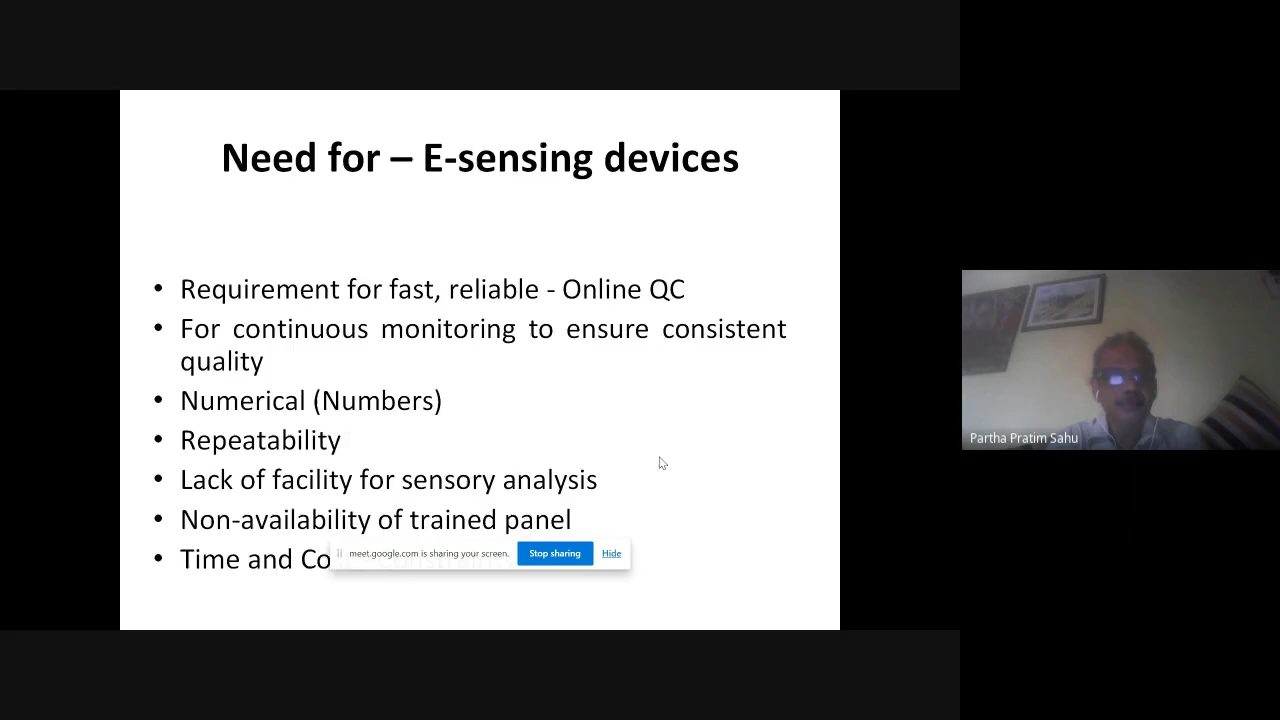 Need for – E-sensing devices
• Requirement for fast, reliable - Online QC
• For continuous monitoring to ensure consistent
quality
• Numerical (Numbers)
• Repeatability
• Lack of facility for sensory analysis
• Non-availability of trained panel
• Time and
meet.google.com is sharing your screen. Stop sharing Hide
Partha Pratim Sahu